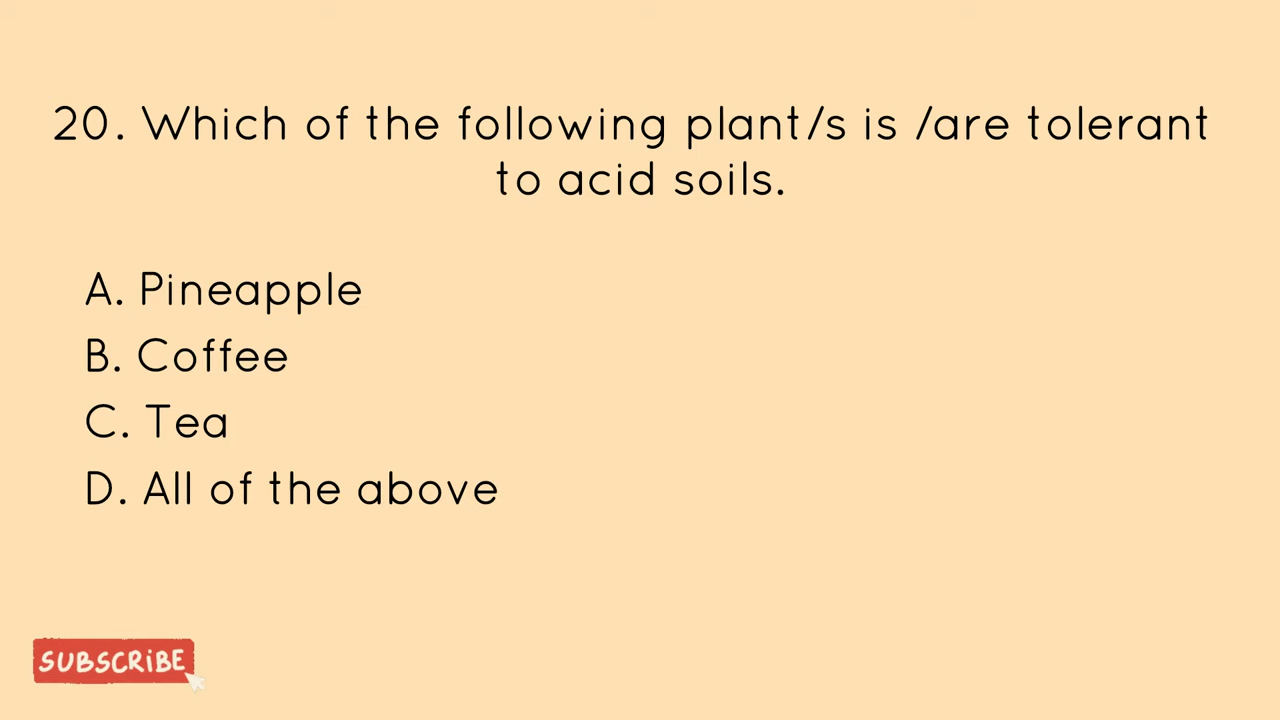 20. Which of the following plant/s is /are tolerant
to acid soils.
A. Pineapple
B. Coffee
C. Tea
D. All of the above
SUBSCRiBE